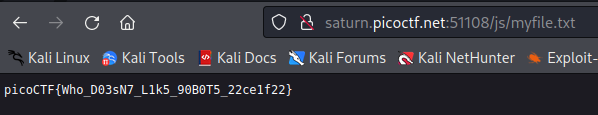 saturn.picoctf.net:51108/js/myfile.txt
Kali Linux Kali Tools Kali Docs Kali Forums Kali NetHunter Exploit-
picoCTF{Who_D03sN7_L1k5_90B0T5_22ce1f22}